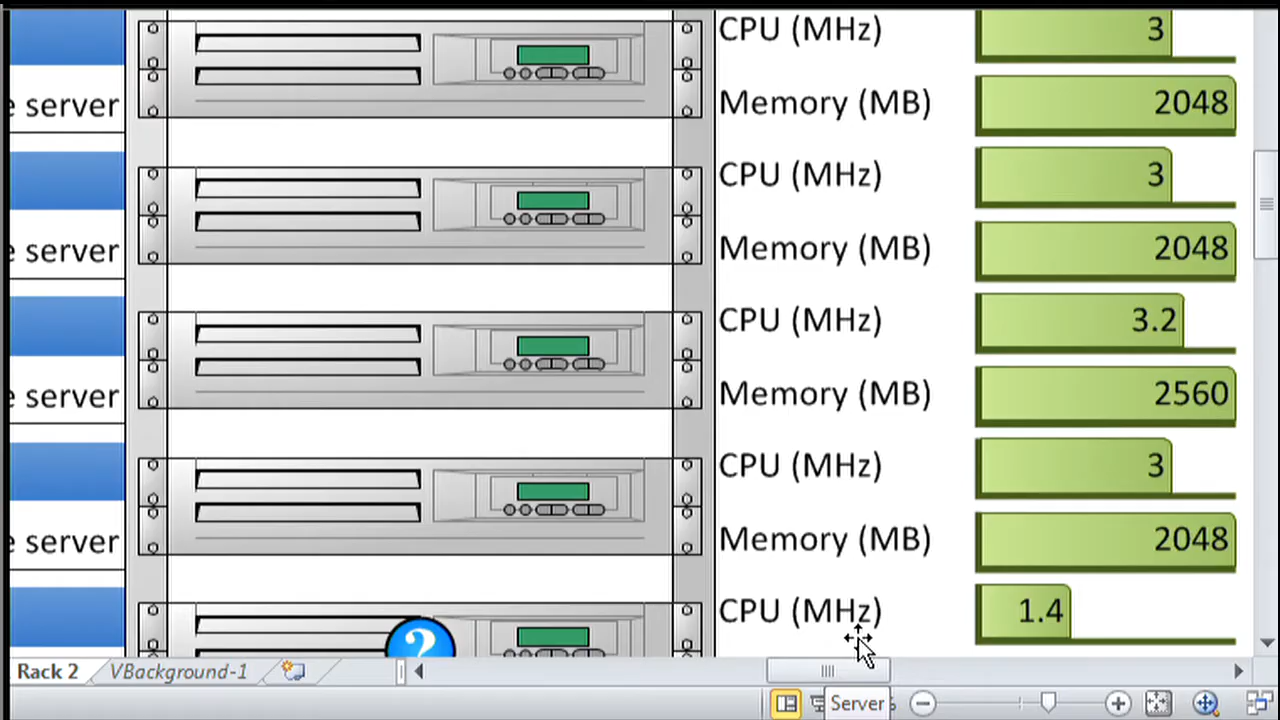 CPU (MHz) 3
e server Memory (MB) 2048
CPU (MHz) 3
e server Memory (MB) 2048
CPU (MHz) 3.2
e server Memory (MB) 2560
CPU (MHz) 3
e server Memory (MB) 2048
CPU (MHz) 1.4
?
Rack 2 VBackground-1
Server